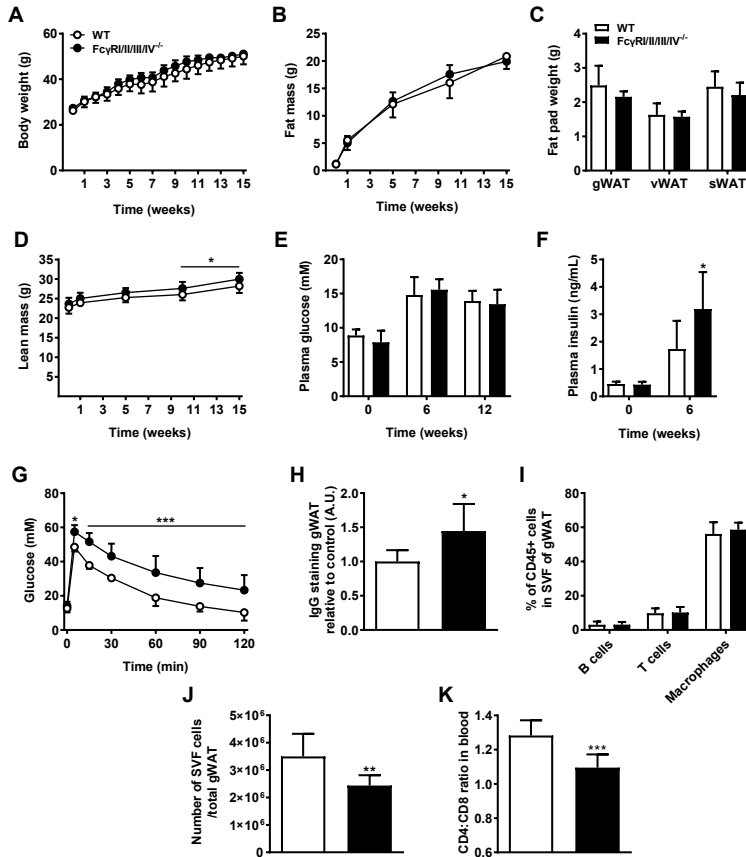 A
WT
FcγRI/II/III/IV-/-
Body weight (g)
60
40
20
0
1 3 5 7 9 11 13 15
Time (weeks)
B
Fat mass (g)
25
20
15
10
5
0
1 3 5 7 9 11 13 15
Time (weeks)
C
WT
FcγRI/II/III/IV-/-
Fat pad weight (g)
4
3
2
1
0
gWAT vWAT sWAT
D
*
Lean mass (g)
35
30
25
20
15
10
5
1 3 5 7 9 11 13 15
Time (weeks)
E
Plasma glucose (mM)
20
15
10
5
0
0 6 12
Time (weeks)
F
*
Plasma insulin (ng/mL)
5
4
3
2
1
0
0 6
Time (weeks)
G
* ***
Glucose
(mM)
80
60
40
20
0
0 30 60 90 120
Time (min)
H
*
IgG staining gWAT
relative to control (A.U.)
2.0
1.5
1.0
0.5
0.0
I
% of CD45+ cells
in SVF of gWAT
80
60
40
20
0
B cells
T cells
Macrophages
J
**
Number of SVF cells
/total gWAT
5×10⁶
4×10⁶
3×10⁶
2×10⁶
1×10⁶
K
***
CD4:CD8 ratio in blood
1.4
1.2
1.0
0.8
0.6